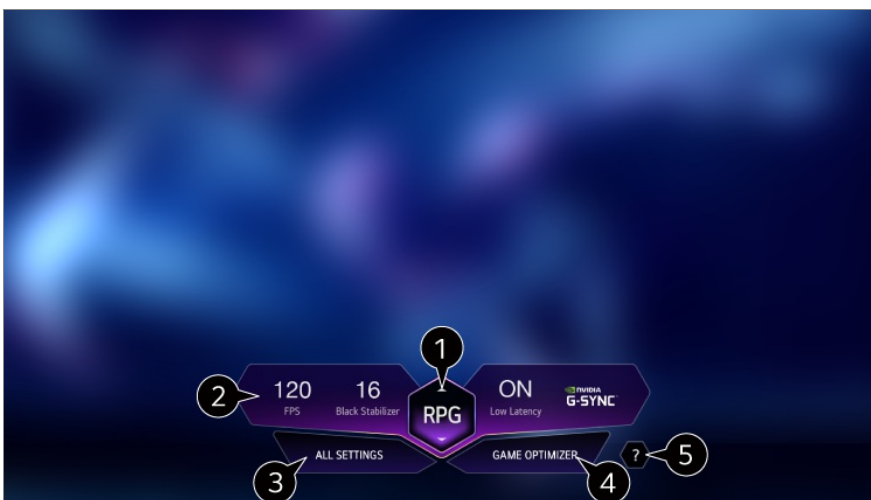 1
2
120
FPS
16
Black Stabilizer
RPG
ON
Low Latency
NVIDIA
G-SYNC
ALL SETTINGS
GAME OPTIMIZER
?
5
3
4